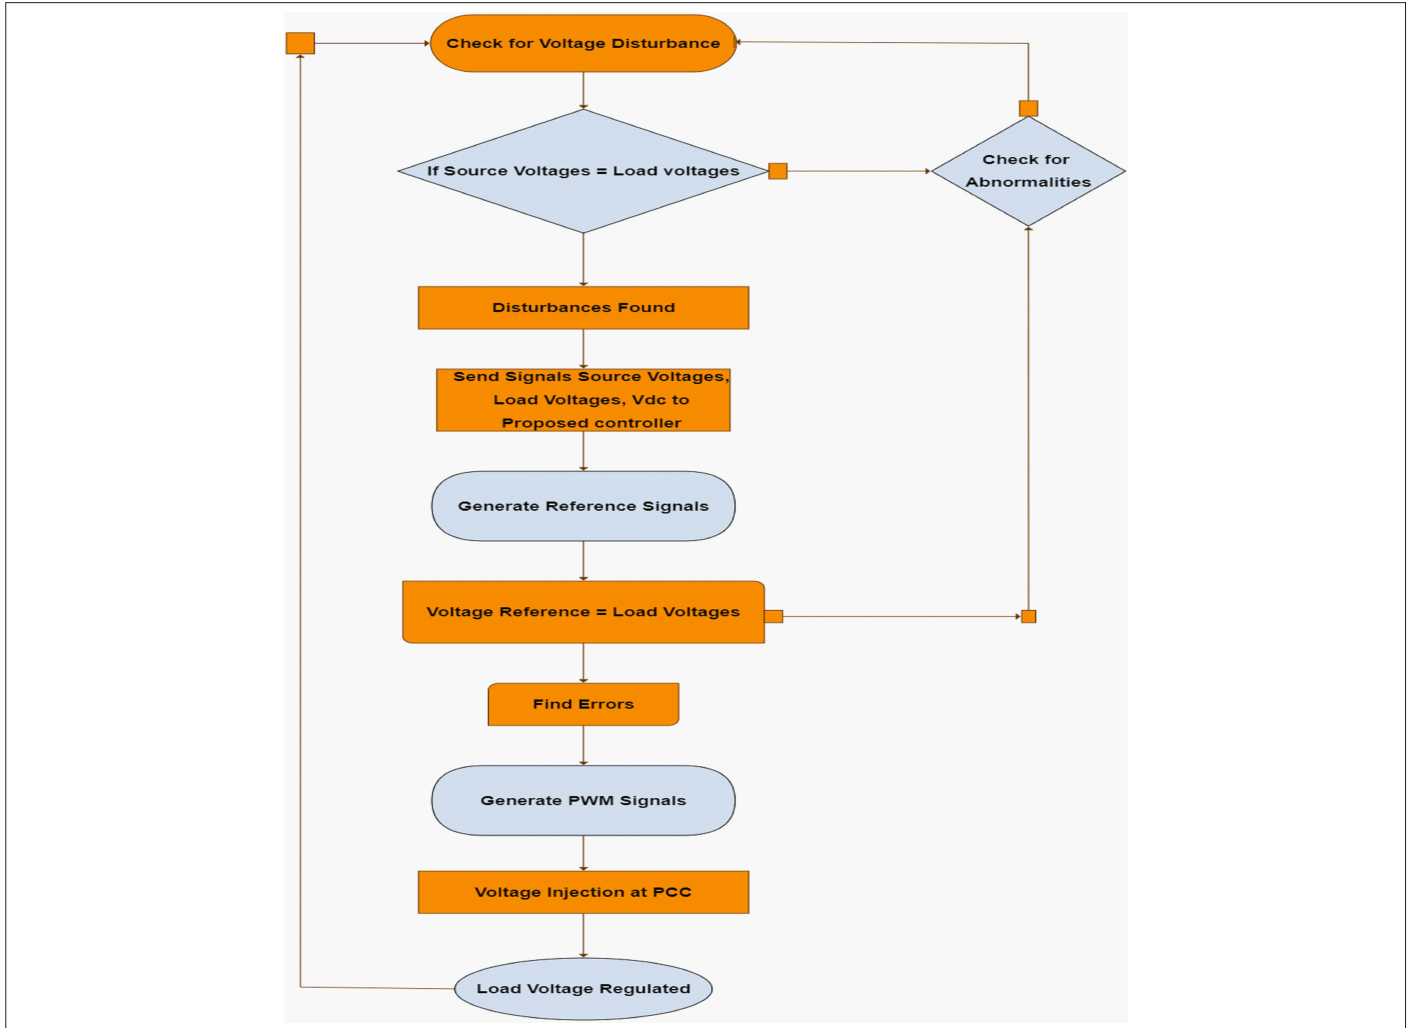 Check for Voltage Disturbance
If Source Voltages = Load voltages
Check for
Abnormalities
Disturbances Found
Send Signals Source Voltages,
Load Voltages, Vdc to
Proposed controller
Generate Reference Signals
Voltage Reference = Load Voltages
Find Errors
Generate PWM Signals
Voltage Injection at PCC
Load Voltage Regulated